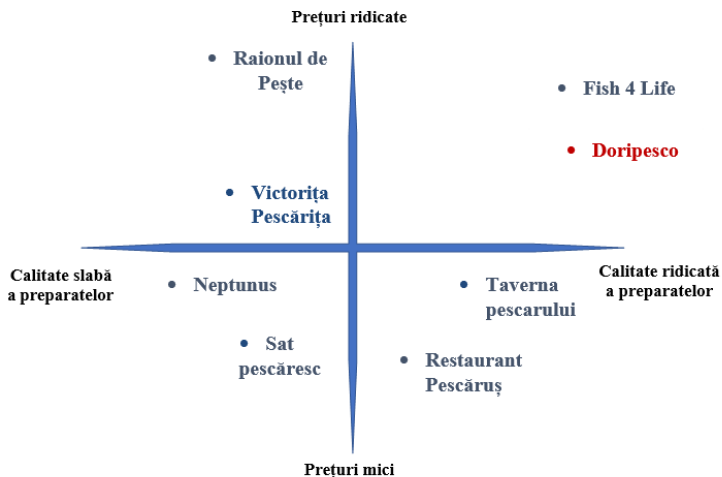 Prețuri ridicate
Raionul de
Pește
Fish 4 Life
Doripesco
Victorița
Pescărița
Calitate slabă
a preparatelor
Calitate ridicată
a preparatelor
Neptunus
Taverna
pescarului
Sat
pescăresc
Restaurant
Pescăruș
Prețuri mici